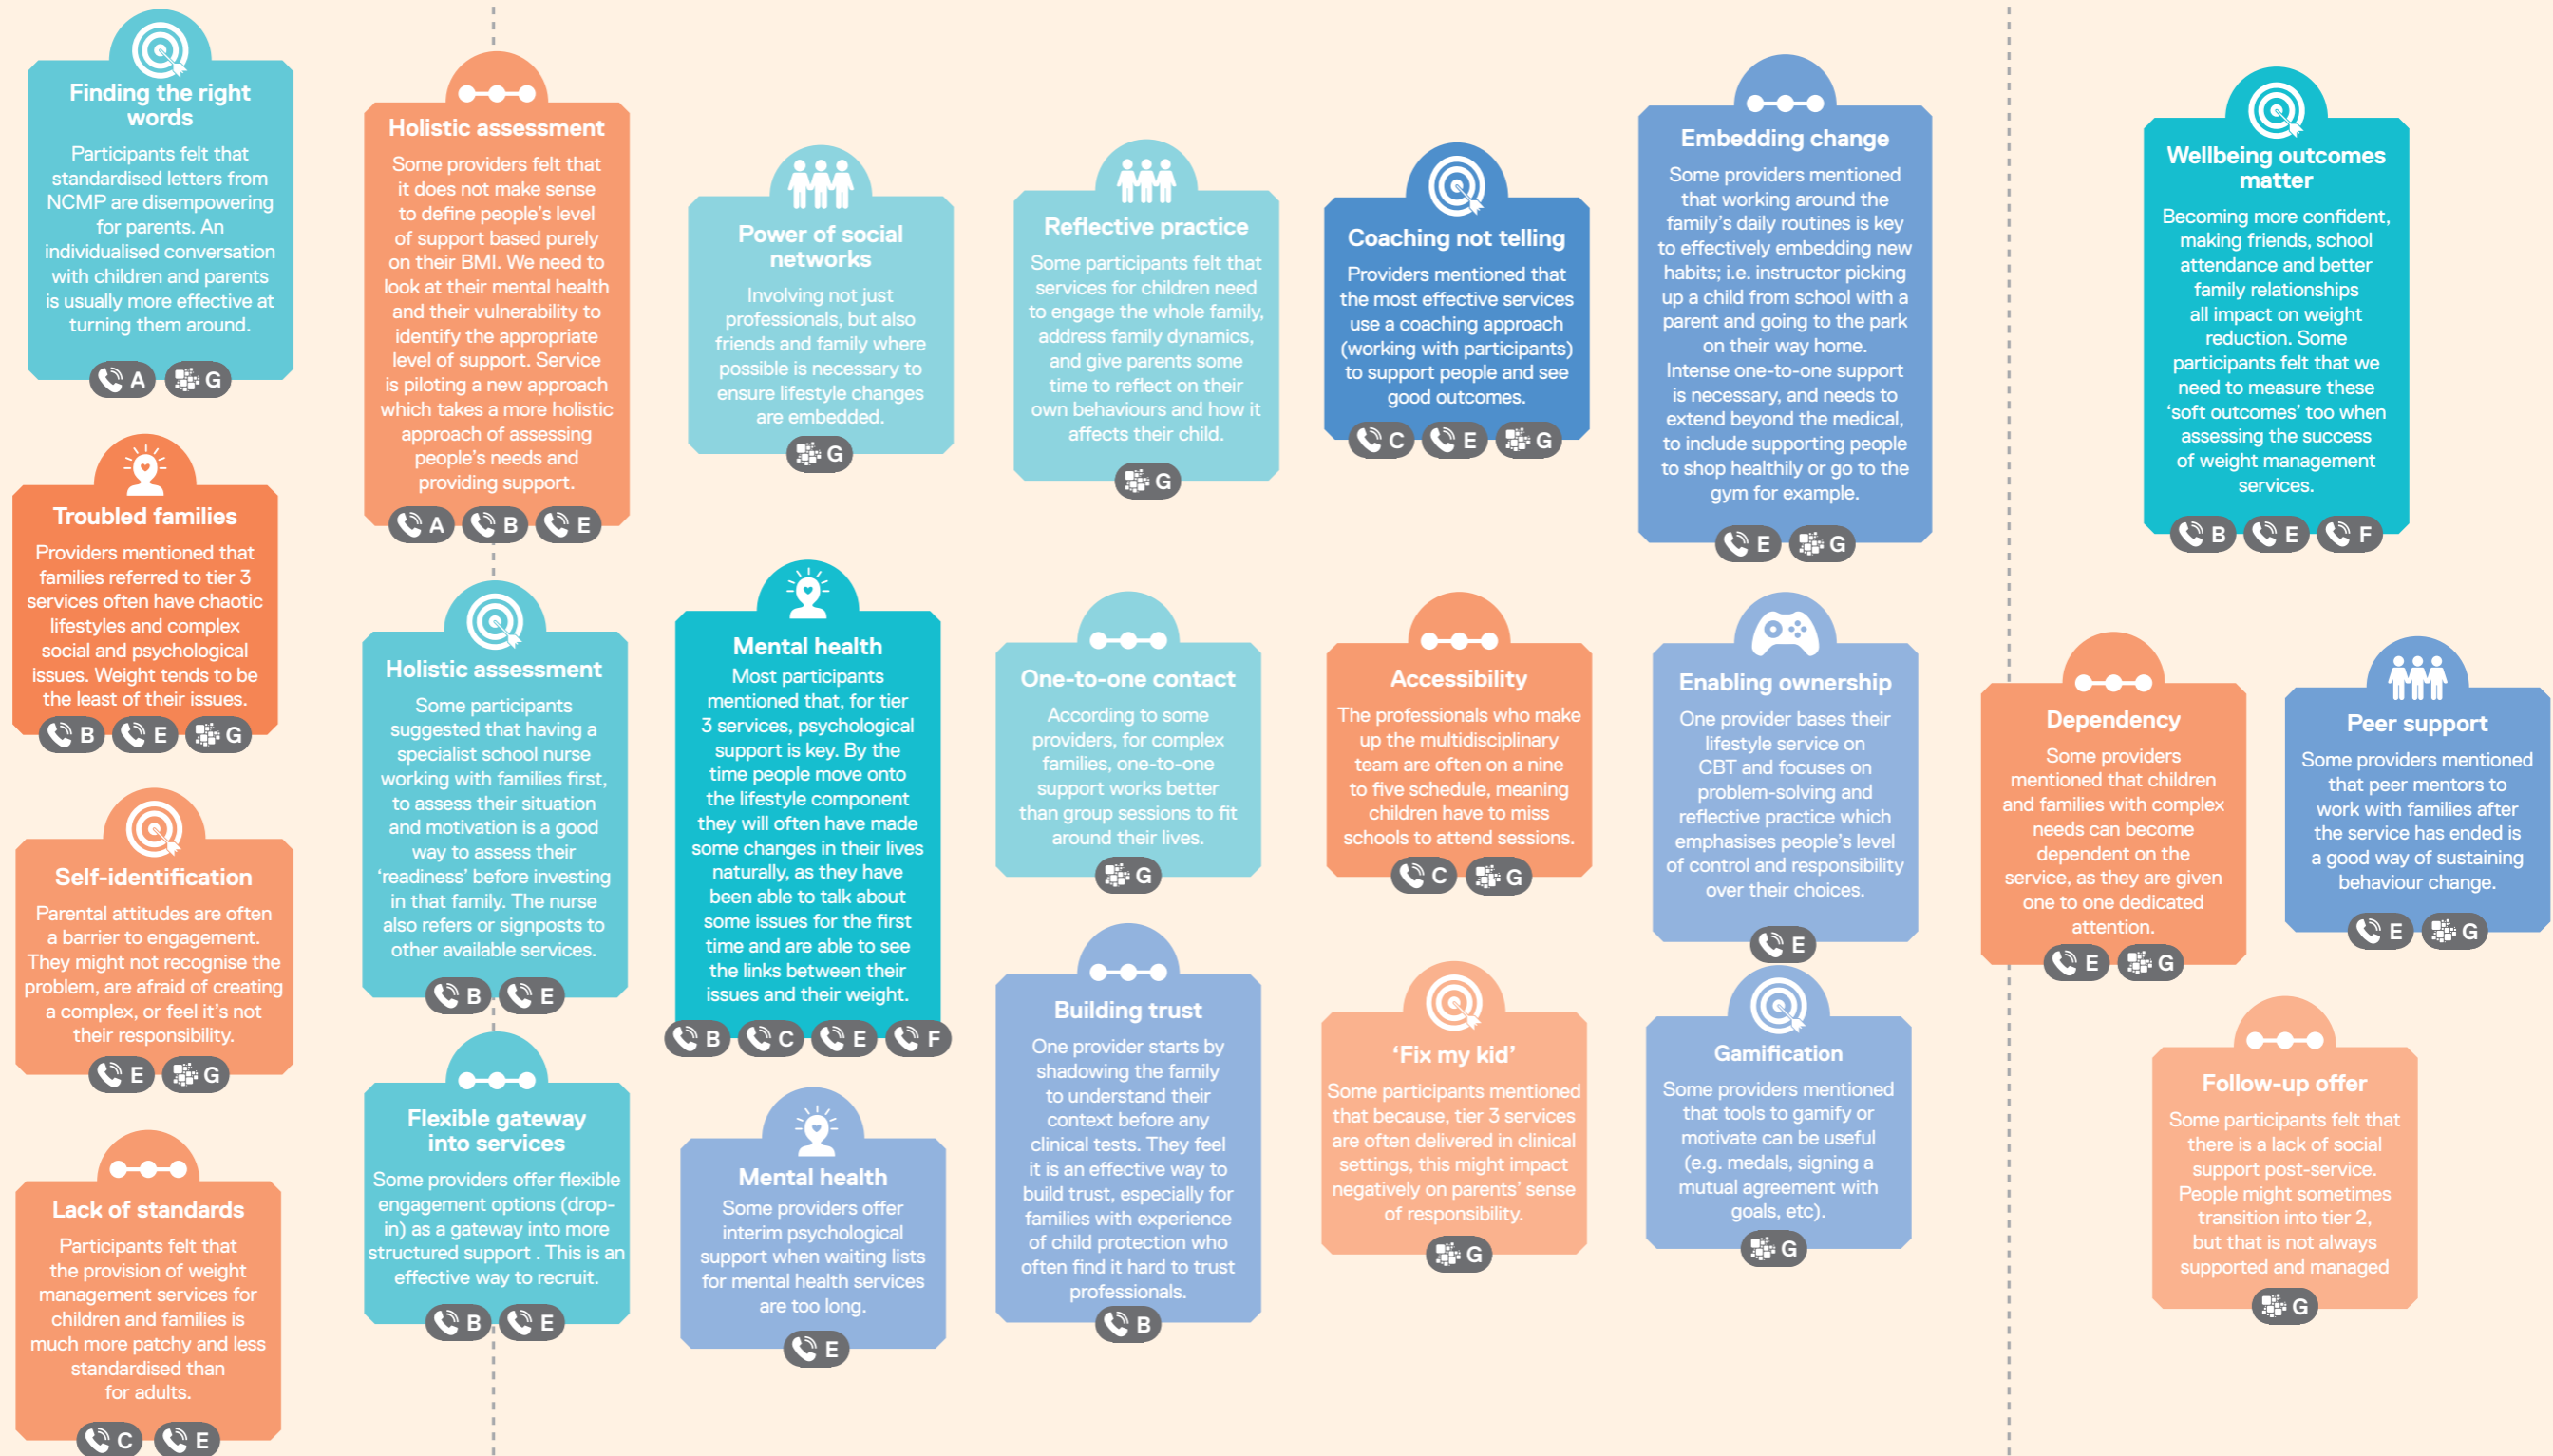 Finding the right
words
Participants felt that
standardised letters from
NCMP are disempowering
for parents. An
individualised conversation
with children and parents
is usually more effective at
turning them around.
A
G
Troubled families
Providers mentioned that
families referred to tier 3
services often have chaotic
lifestyles and complex
social and psychological
issues. Weight tends to be
the least of their issues.
B
E
G
Self-identification
Parental attitudes are often
a barrier to engagement.
They might not recognise the
problem, are afraid of creating
a complex, or feel it's not
their responsibility.
E
G
Lack of standards
Participants felt that
the provision of weight
management services for
children and families is
much more patchy and less
standardised than
for adults.
C
E
Holistic assessment
Some providers felt that
it does not make sense
to define people's level
of support based purely
on their BMI. We need to
look at their mental health
and their vulnerability to
identify the appropriate
level of support. Service
is piloting a new approach
which takes a more holistic
approach of assessing
people's needs and
providing support.
A
B
E
Holistic assessment
Some participants
suggested that having a
specialist school nurse
working with families first,
to assess their situation
and motivation is a good
way to assess their
‘readiness’ before investing
in that family. The nurse
also refers or signposts to
other available services.
B
E
Flexible gateway
into services
Some providers offer flexible
engagement options (drop-
in) as a gateway into more
structured support . This is an
effective way to recruit.
B
E
Power of social
networks
Involving not just
professionals, but also
friends and family where
possible is necessary to
ensure lifestyle changes
are embedded.
G
Mental health
Most participants
mentioned that, for tier
3 services, psychological
support is key. By the
time people move onto
the lifestyle component
they will often have made
some changes in their lives
naturally, as they have
been able to talk about
some issues for the first
time and are able to see
the links between their
issues and their weight.
B
C
E
F
Mental health
Some providers offer
interim psychological
support when waiting lists
for mental health services
are too long.
E
Reflective practice
Some participants felt that
services for children need
to engage the whole family,
address family dynamics,
and give parents some
time to reflect on their
own behaviours and how it
affects their child.
G
One-to-one contact
According to some
providers, for complex
families, one-to-one
support works better
than group sessions to fit
around their lives.
G
Building trust
One provider starts by
shadowing the family
to understand their
context before any
clinical tests. They feel
it is an effective way to
build trust, especially for
families with experience
of child protection who
often find it hard to trust
professionals.
B
Coaching not telling
Providers mentioned that
the most effective services
use a coaching approach
(working with participants)
to support people and see
good outcomes.
C
E
G
Accessibility
The professionals who make
up the multidisciplinary
team are often on a nine
to five schedule, meaning
children have to miss
schools to attend sessions.
C
G
‘Fix my kid’
Some participants mentioned
that because, tier 3 services
are often delivered in clinical
settings, this might impact
negatively on parents’ sense
of responsibility.
G
Embedding change
Some providers mentioned
that working around the
family's daily routines is key
to effectively embedding new
habits; i.e. instructor picking
up a child from school with a
parent and going to the park
on their way home.
Intense one-to-one support
is necessary, and needs to
extend beyond the medical,
to include supporting people
to shop healthily or go to the
gym for example.
E
G
Enabling ownership
One provider bases their
lifestyle service on
CBT and focuses on
problem-solving and
reflective practice which
emphasises people's level
of control and responsibility
over their choices.
E
Gamification
Some providers mentioned
that tools to gamify or
motivate can be useful
(e.g. medals, signing a
mutual agreement with
goals, etc).
G
Wellbeing outcomes
matter
Becoming more confident,
making friends, school
attendance and better
family relationships
all impact on weight
reduction. Some
participants felt that we
need to measure these
‘soft outcomes’ too when
assessing the success
of weight management
services.
B
E
F
Dependency
Some providers
mentioned that children
and families with complex
needs can become
dependent on the
service, as they are given
one to one dedicated
attention.
E
G
Peer support
Some providers mentioned
that peer mentors to
work with families after
the service has ended is
a good way of sustaining
behaviour change.
E
G
Follow-up offer
Some participants felt that
there is a lack of social
support post-service.
People might sometimes
transition into tier 2,
but that is not always
supported and managed
G